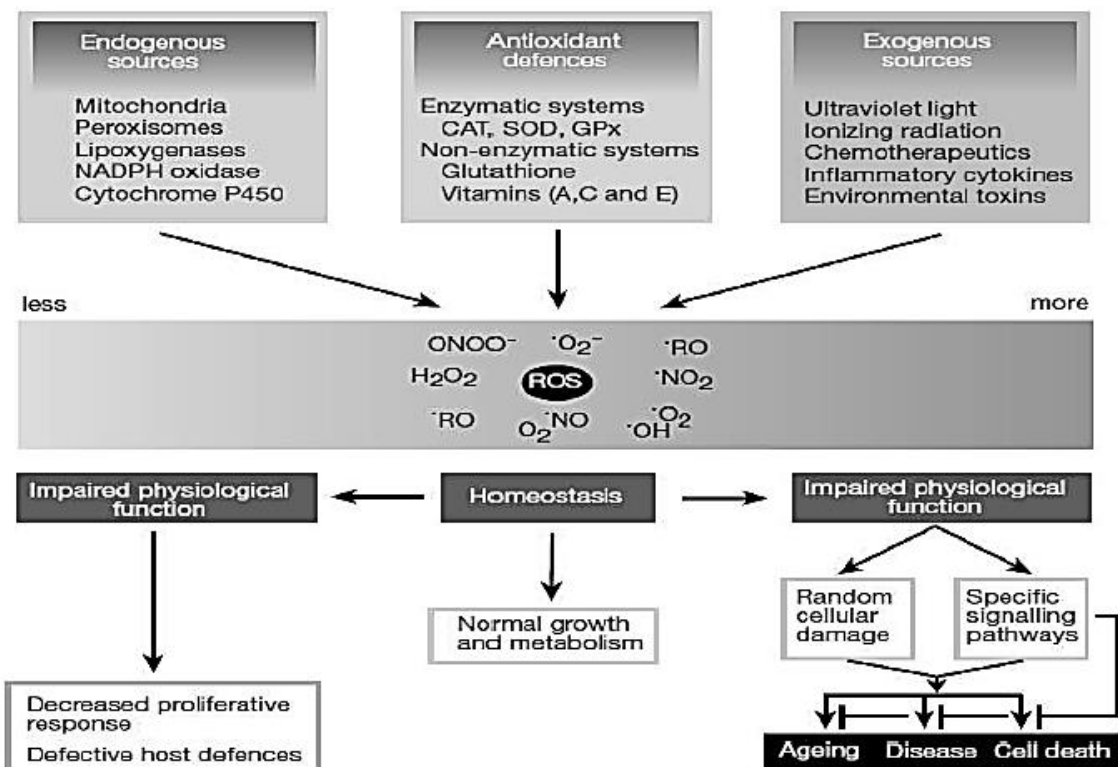 Endogenous
sources
Mitochondria
Peroxisomes
Lipoxygenases
NADPH oxidase
Cytochrome P450
Antioxidant
defences
Enzymatic systems
CAT, SOD, GPx
Non-enzymatic systems
Glutathione
Vitamins (A,C and E)
Exogenous
sources
Ultraviolet light
Ionizing radiation
Chemotherapeutics
Inflammatory cytokines
Environmental toxins
less
more
ONOO⁻ ·O₂⁻ ·RO
H₂O₂ ROS ·NO₂
·RO O₂ ·NO ·OH ·O₂
Impaired physiological
function
Homeostasis
Impaired physiological
function
Decreased proliferative
response
Defective host defences
Normal growth
and metabolism
Random
cellular
damage
Specific
signalling
pathways
Ageing Disease Cell death